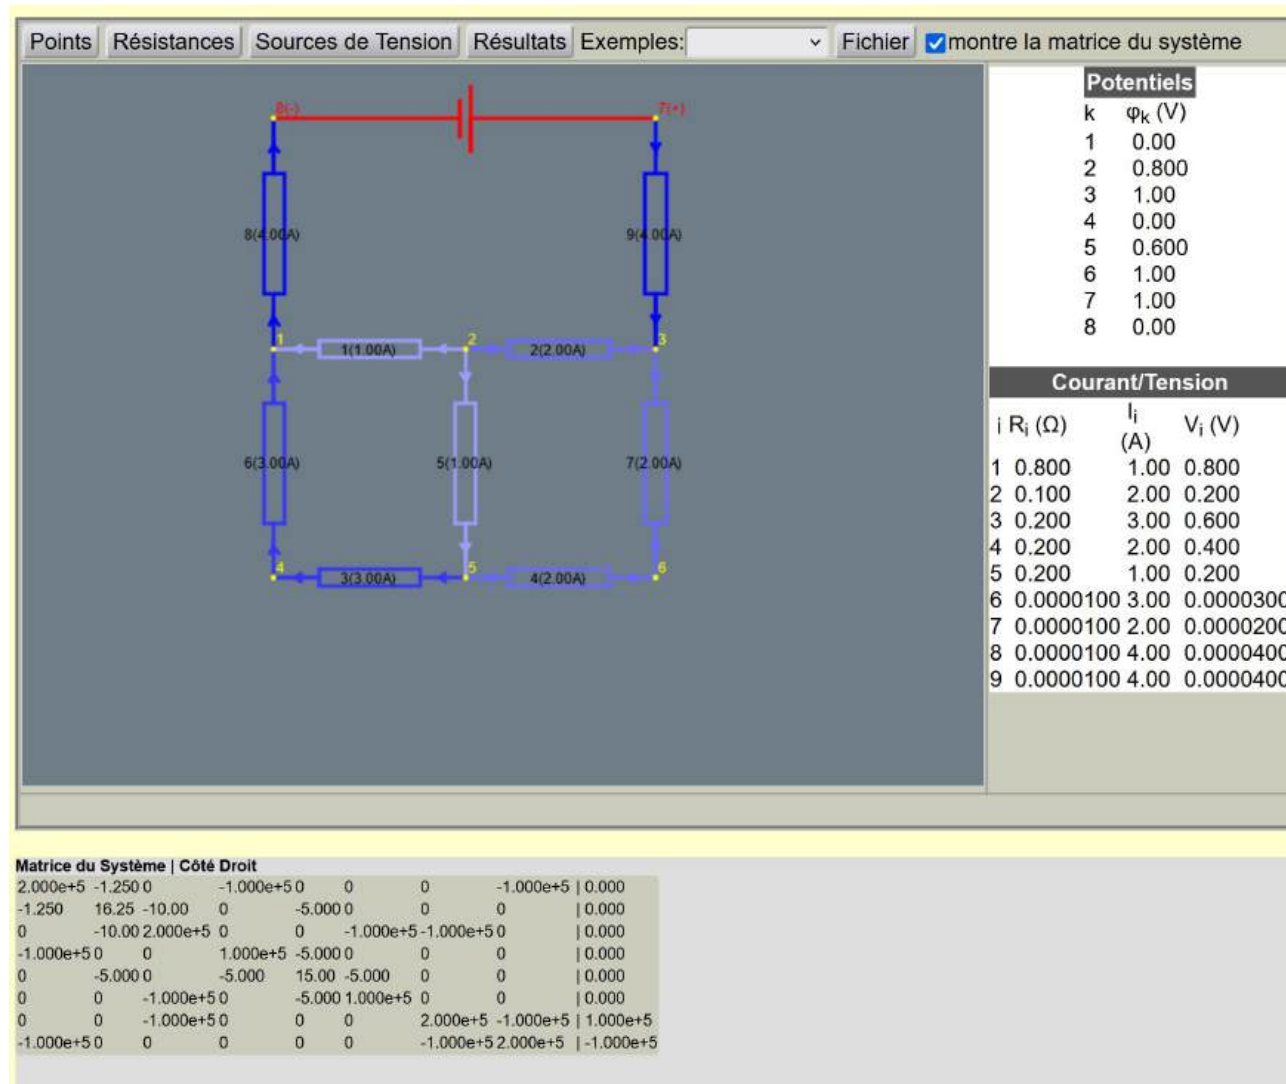 Points Résistances Sources de Tension Résultats Exemples: Fichier montre la matrice du système
8(-) 7(+)
8(4.00A) 9(4.00A)
1 2 3
1(1.00A) 2(2.00A)
6(3.00A) 5(1.00A) 7(2.00A)
4 5 6
3(3.00A) 4(2.00A)
Potentiels
k φk (V)
1 0.00
2 0.800
3 1.00
4 0.00
5 0.600
6 1.00
7 1.00
8 0.00
Courant/Tension
i Ri (Ω) Ii (A) Vi (V)
1 0.800 1.00 0.800
2 0.100 2.00 0.200
3 0.200 3.00 0.600
4 0.200 2.00 0.400
5 0.200 1.00 0.200
6 0.0000100 3.00 0.0000300
7 0.0000100 2.00 0.0000200
8 0.0000100 4.00 0.0000400
9 0.0000100 4.00 0.0000400
Matrice du Système | Côté Droit
2.000e+5 -1.250 0 -1.000e+5 0 0 0 -1.000e+5 | 0.000
-1.250 16.25 -10.00 0 -5.000 0 0 0 | 0.000
0 -10.00 2.000e+5 0 0 -1.000e+5 -1.000e+5 0 | 0.000
-1.000e+5 0 0 1.000e+5 -5.000 0 0 0 | 0.000
0 -5.000 0 -5.000 15.00 -5.000 0 0 | 0.000
0 0 -1.000e+5 0 -5.000 1.000e+5 0 0 | 0.000
0 0 -1.000e+5 0 0 0 2.000e+5 -1.000e+5 | 1.000e+5
-1.000e+5 0 0 0 0 0 -1.000e+5 2.000e+5 | -1.000e+5